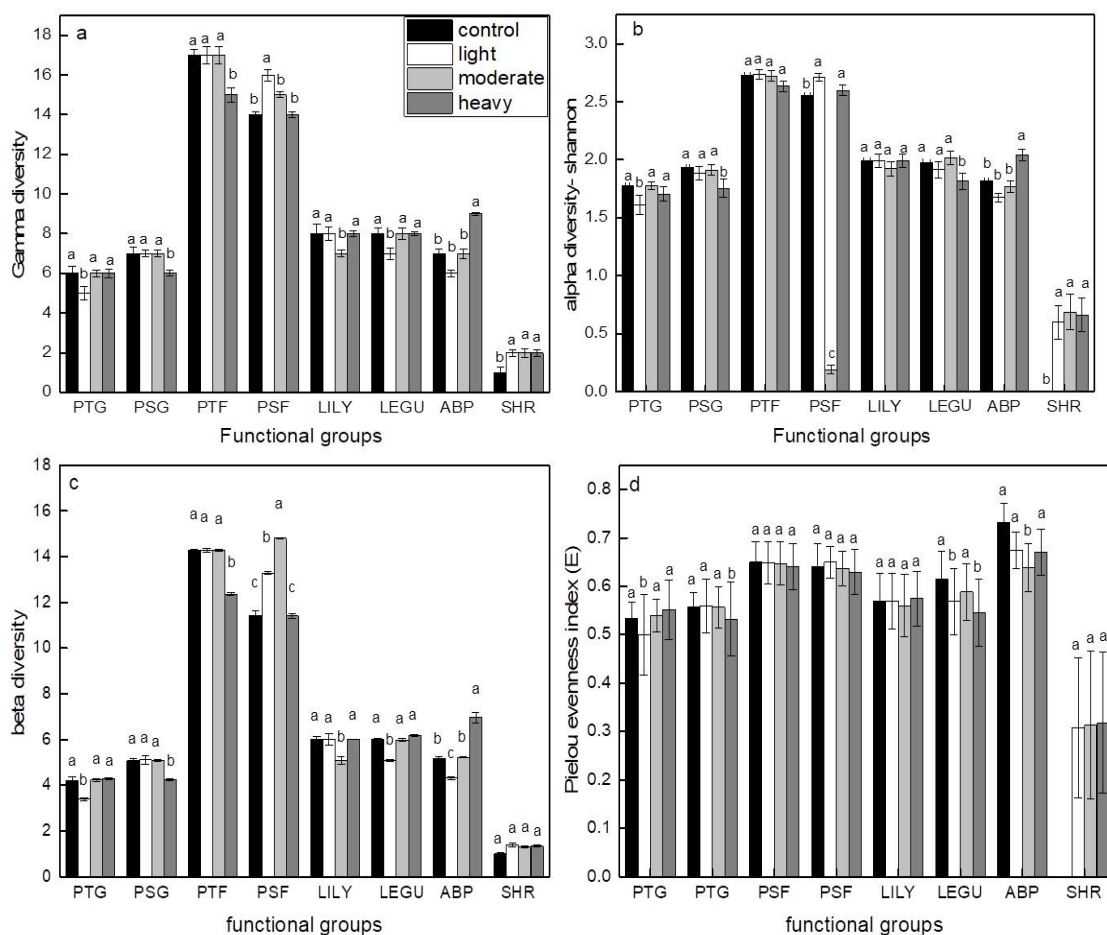 a
control
light
moderate
heavy
Gamma diversity
18
16
14
12
10
8
6
4
2
0
a b a a a a a b a a a b b a b b a a b a a b a a b b b a b a a a
PTG PSG PTF PSF LILY LEGU ABP SHR
Functional groups
b
alpha diversity- shannon
3.0
2.5
2.0
1.5
1.0
0.5
0.0
a b a a a a a b a a a a b a c a a a a a a a a b b b b a b a a a
PTG PSG PTF PSF LILY LEGU ABP SHR
Functional groups
c
beta diversity
18
16
14
12
10
8
6
4
2
0
a b a a a a a b a a a b c b a c a a b a a b a a b c b a a a a a
PTG PSG PTF PSF LILY LEGU ABP SHR
functional groups
d
Pielou evenness index (E)
0.8
0.7
0.6
0.5
0.4
0.3
0.2
0.1
0.0
a b a a a a a b a a a a a a a a a a a a a b a b a a b a a a a
PTG PTG PSF PSF LILY LEGU ABP SHR
functional groups